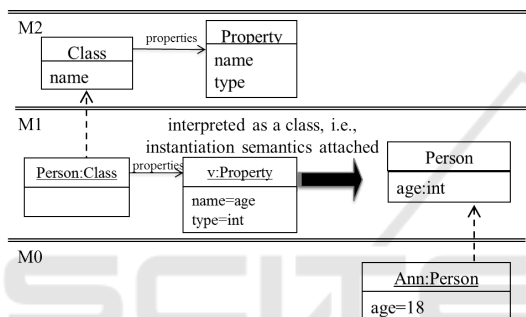 M2
Class
name
properties
Property
name
type
M1
interpreted as a class, i.e.,
instantiation semantics attached
Person:Class
properties
v:Property
name=age
type=int
Person
age:int
M0
Ann:Person
age=18